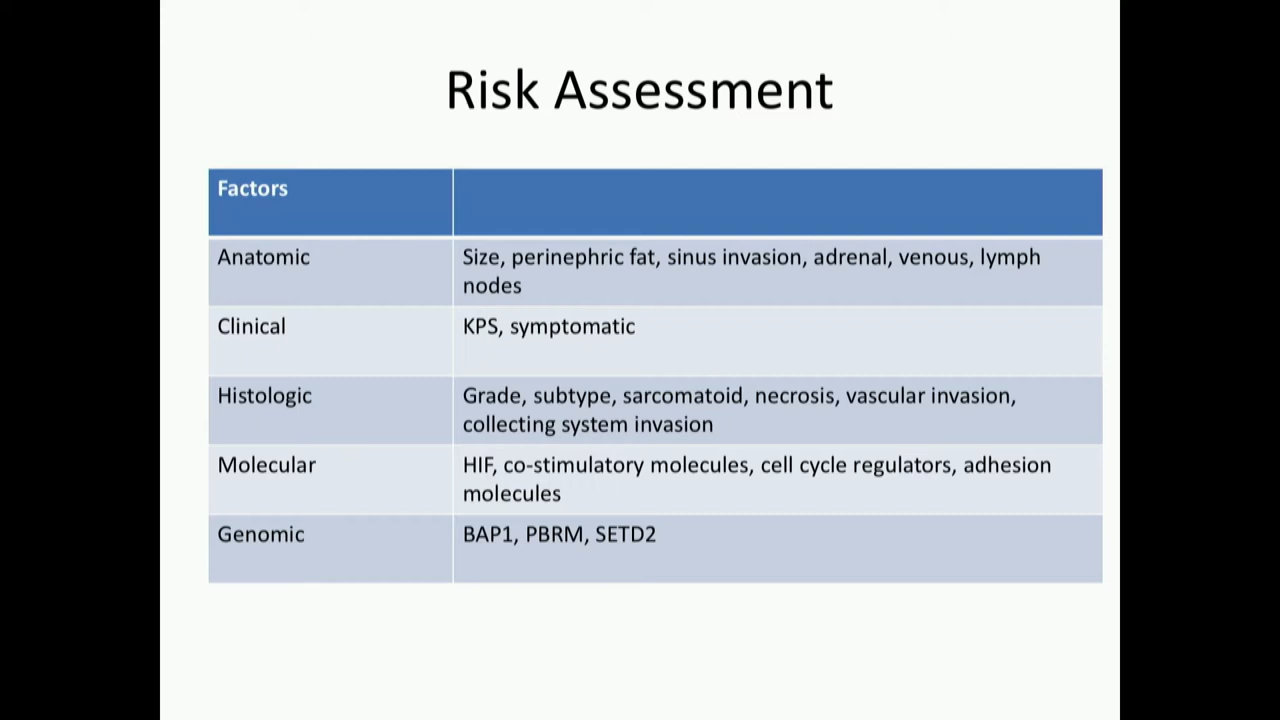 Risk Assessment
Factors
Anatomic
Size, perinephric fat, sinus invasion, adrenal, venous, lymph
nodes
Clinical
KPS, symptomatic
Histologic
Grade, subtype, sarcomatoid, necrosis, vascular invasion,
collecting system invasion
Molecular
HIF, co-stimulatory molecules, cell cycle regulators, adhesion
molecules
Genomic
BAP1, PBRM, SETD2